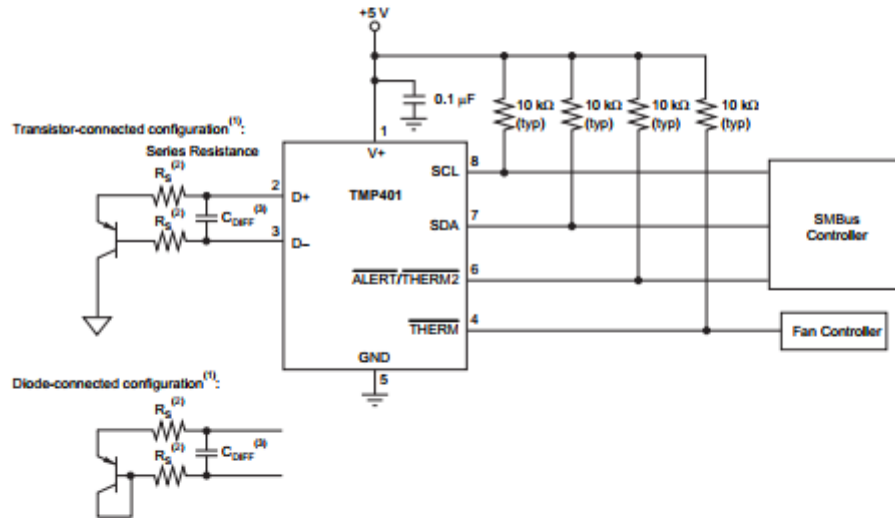 +5 V
0.1 μF
10 kΩ
(typ)
10 kΩ
(typ)
10 kΩ
(typ)
10 kΩ
(typ)
Transistor-connected configuration(1):
Series Resistance
RS(2)
RS(2)
CDIFF(3)
1
V+
2
D+
3
D–
TMP401
SCL
8
SDA
7
ALERT/THERM2
6
THERM
4
GND
5
SMBus
Controller
Fan Controller
Diode-connected configuration(1):
RS(2)
RS(2)
CDIFF(3)